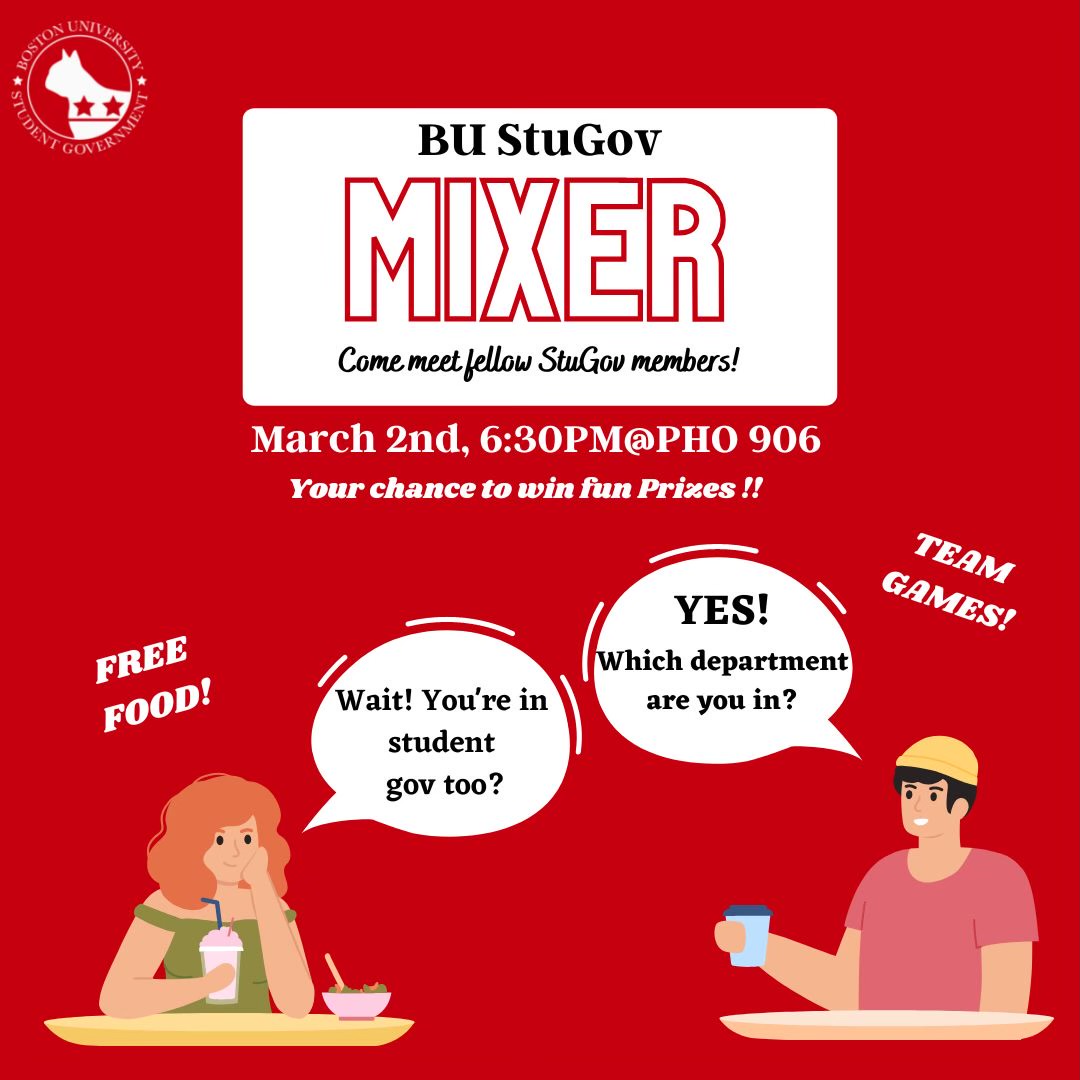 BOSTON UNIVERSITY
STUDENT GOVERNMENT
BU StuGov
MIXER
Come meet fellow StuGov members!
March 2nd, 6:30PM@PHO 906
Your chance to win fun Prizes !!
TEAM
GAMES!
YES!
Which department
are you in?
FREE
FOOD!
Wait! You're in
student
gov too?